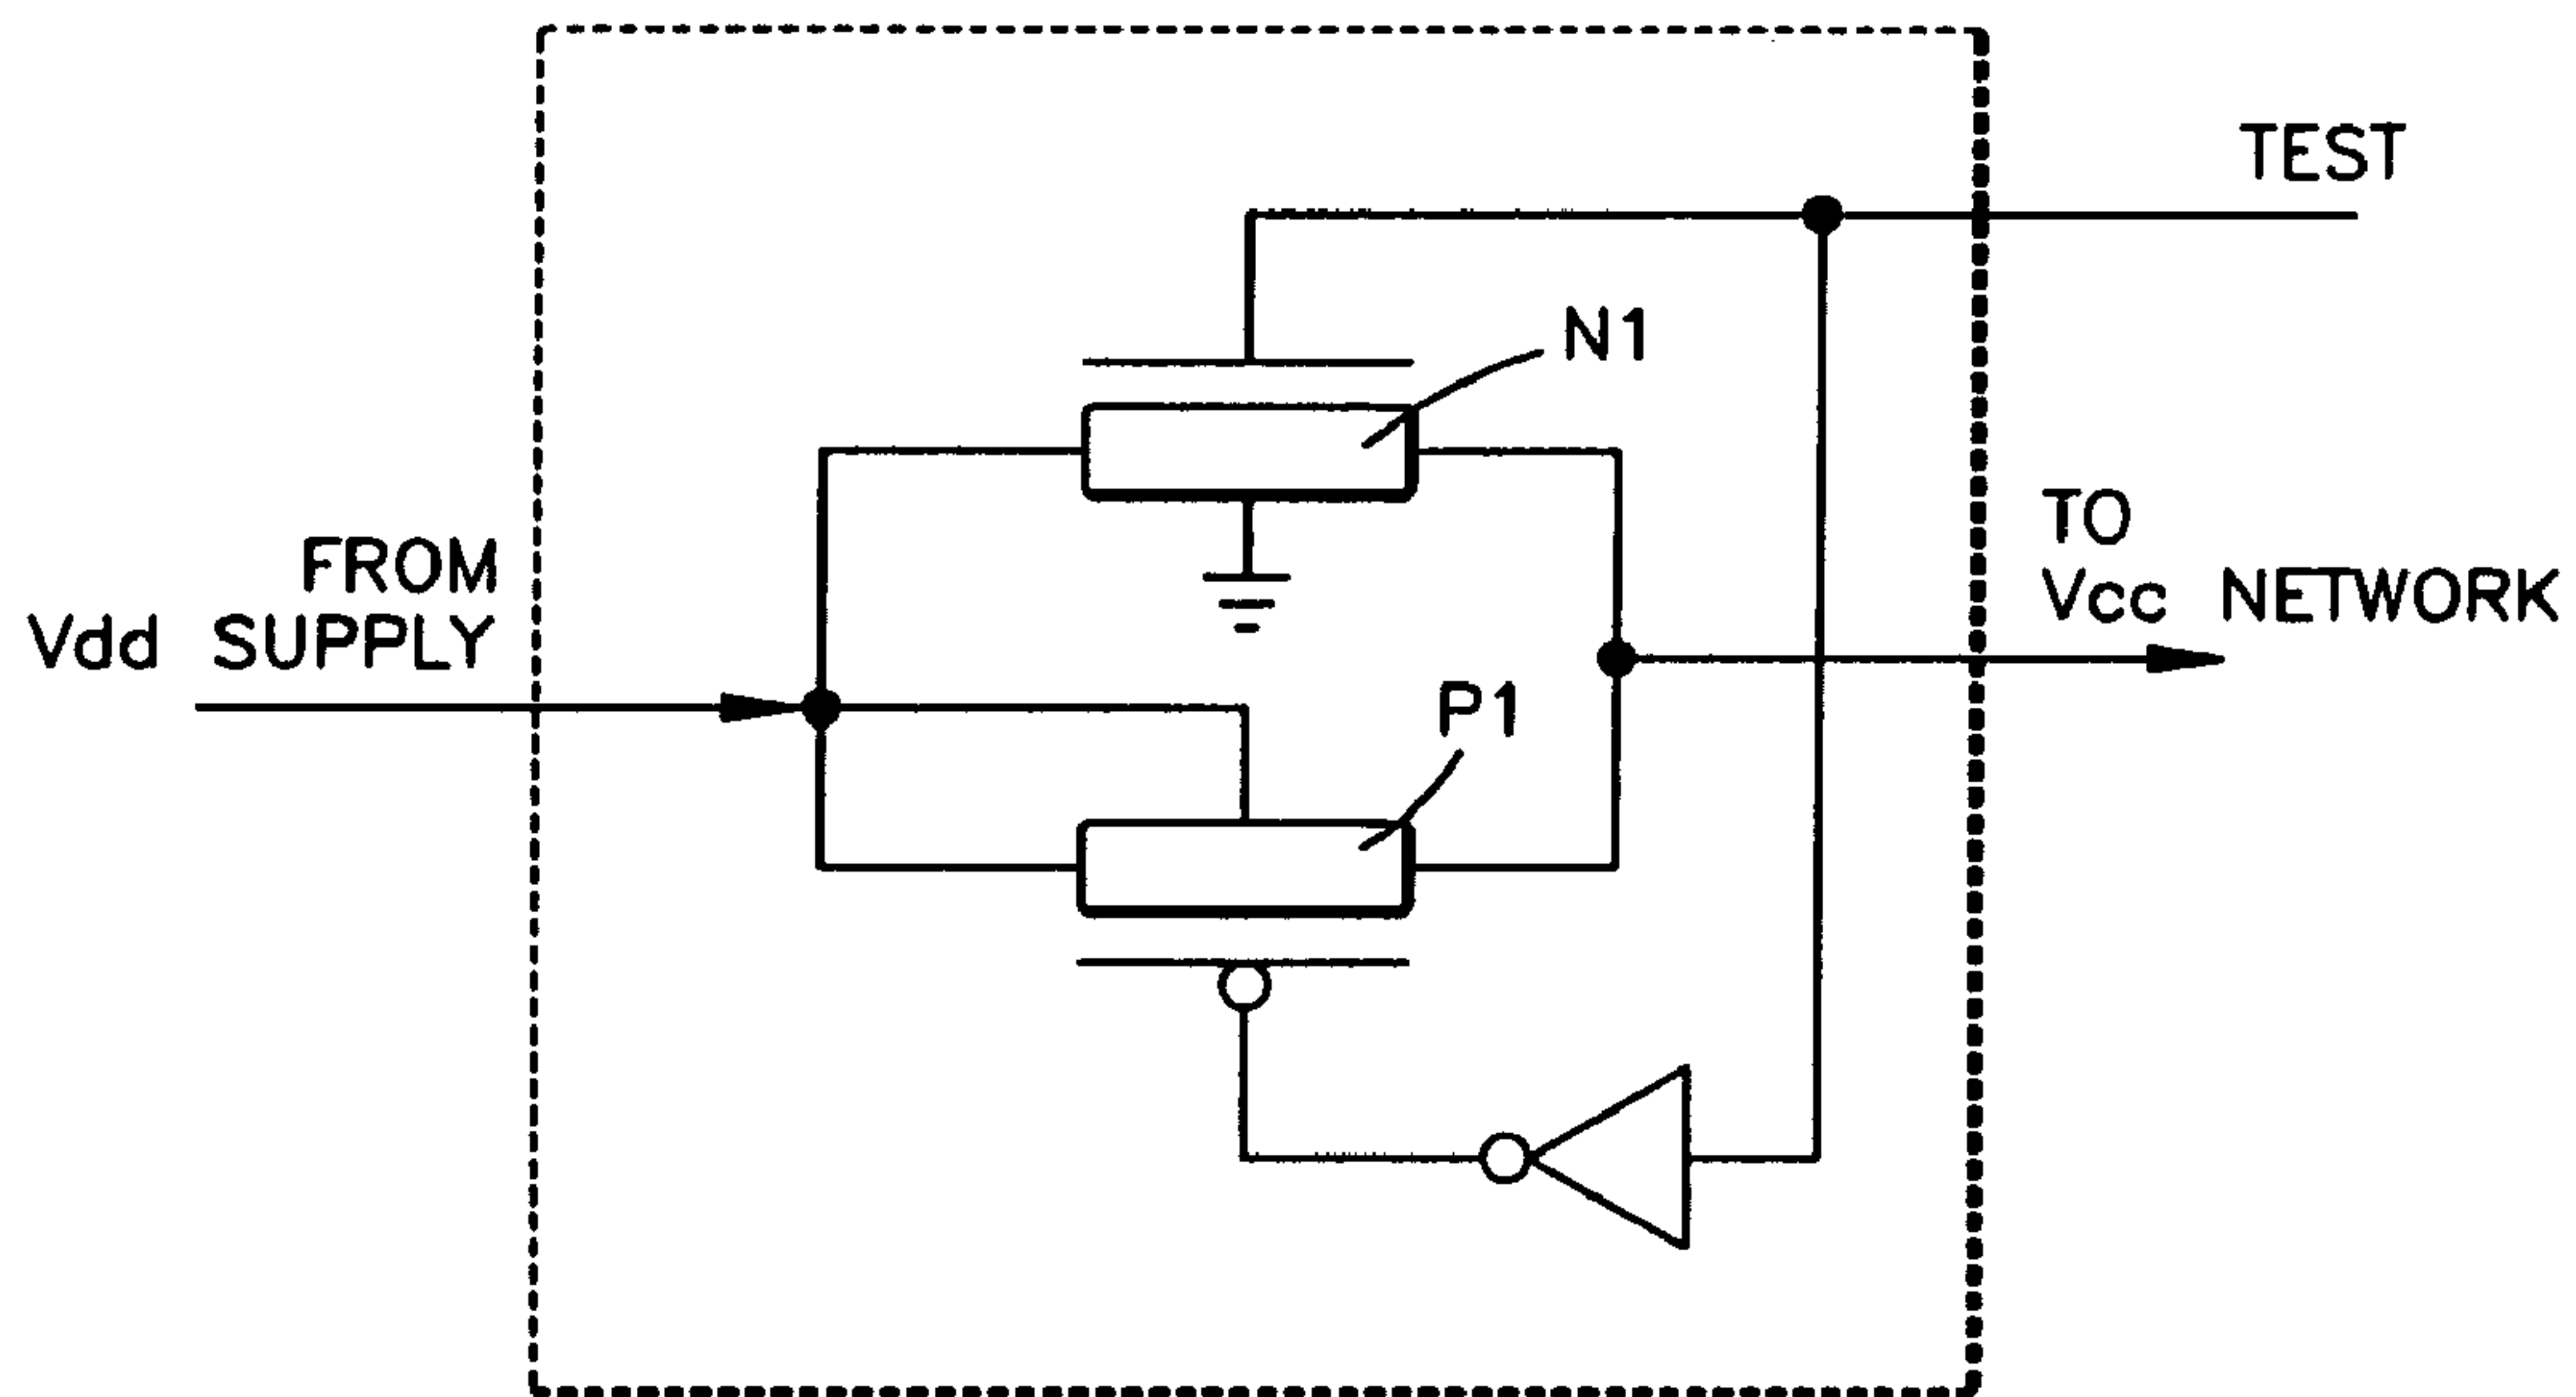 TEST
N1
TO
Vcc NETWORK
FROM
Vdd SUPPLY
P1